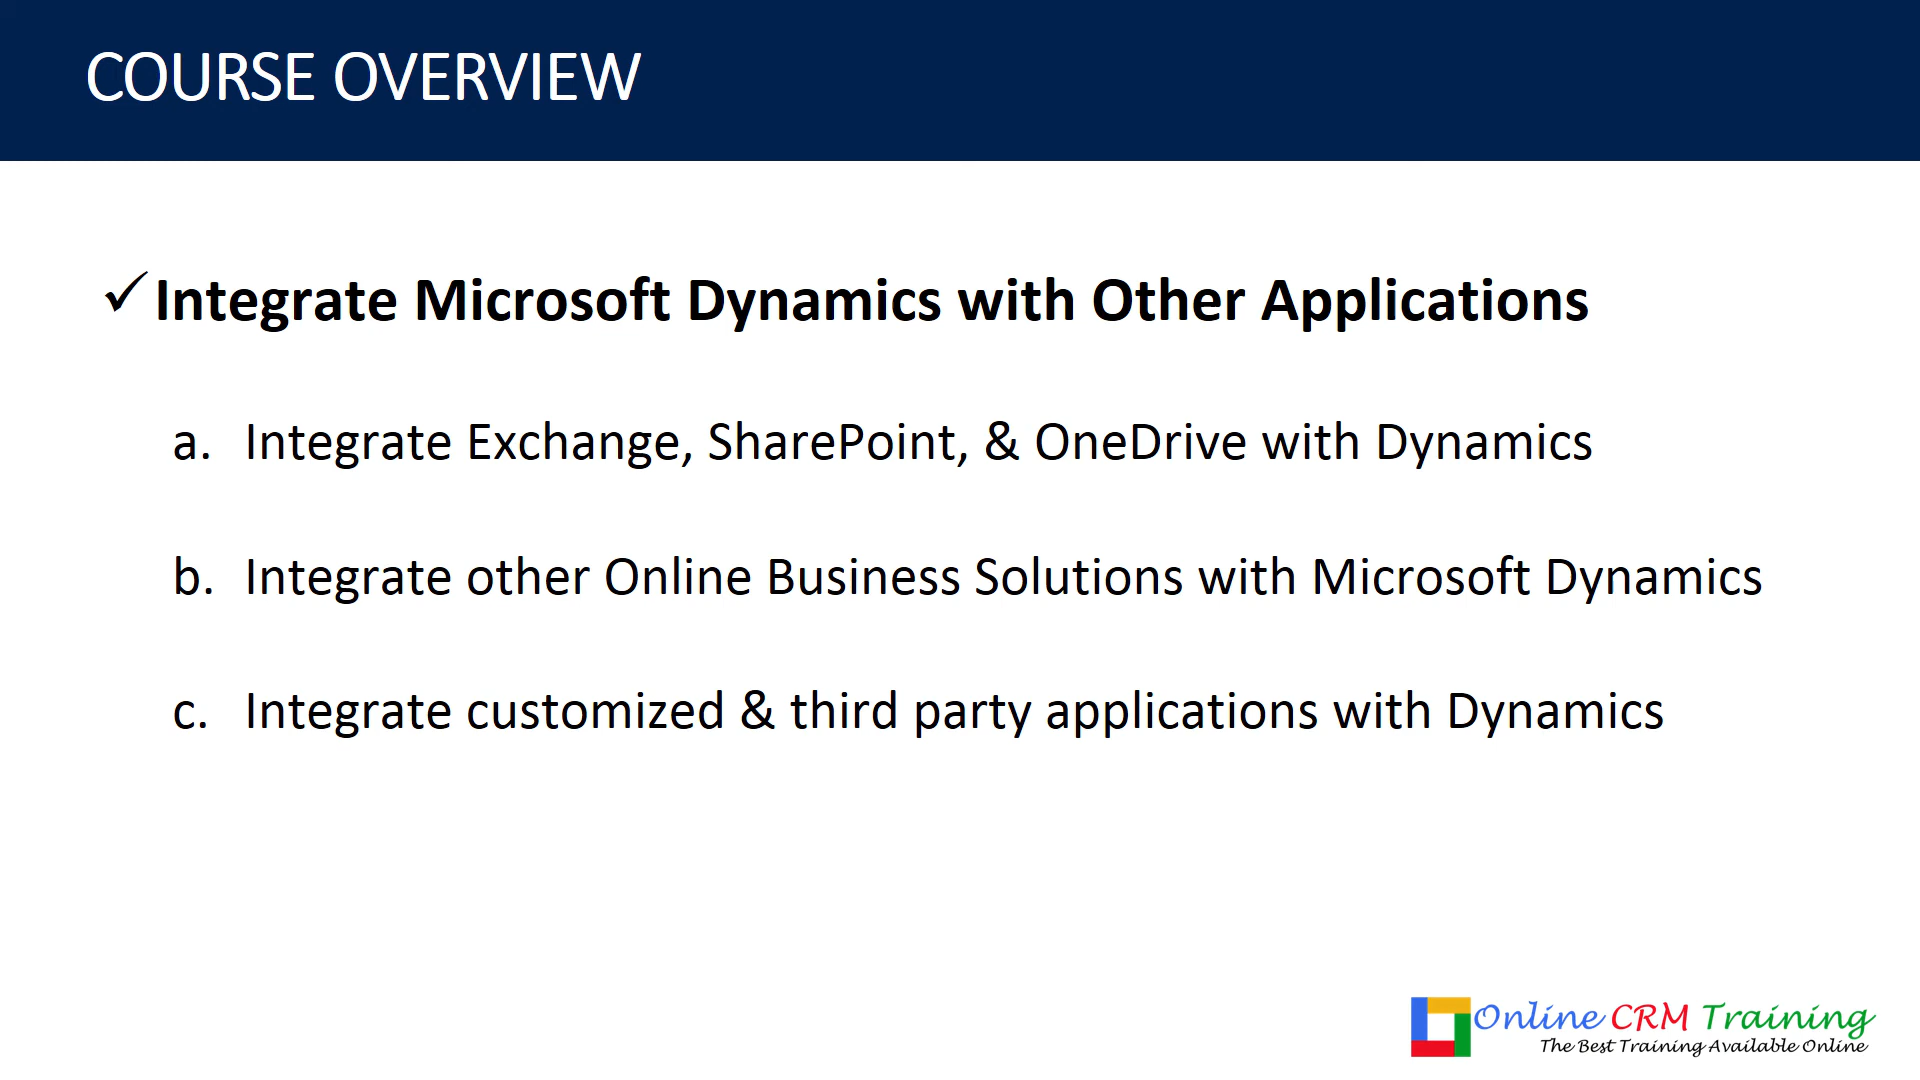 COURSE OVERVIEW
✓ Integrate Microsoft Dynamics with Other Applications
a. Integrate Exchange, SharePoint, & OneDrive with Dynamics
b. Integrate other Online Business Solutions with Microsoft Dynamics
c. Integrate customized & third party applications with Dynamics
Online CRM Training
The Best Training Available Online